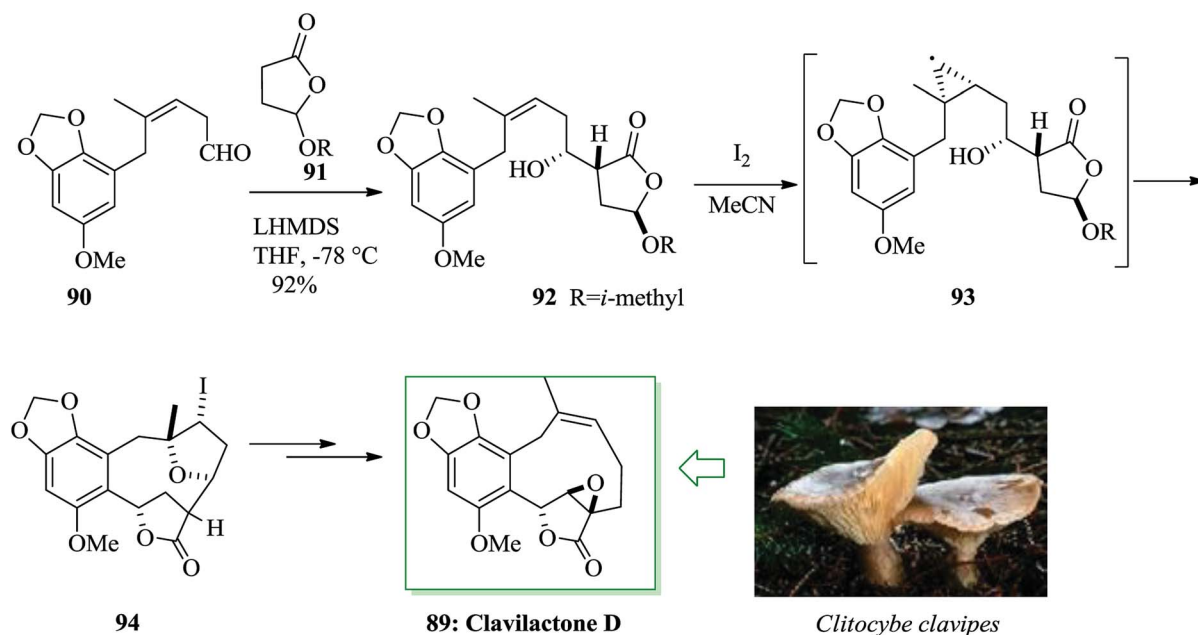 O
O
O
CHO
OMe
90
O
O
OR
91
LHMDS
THF, -78 °C
92%
O
O
HO
H
O
O
OR
OMe
92 R=i-methyl
I2
MeCN
O
O
HO
H
O
O
OR
OMe
93
I
O
O
O
H
O
O
OMe
94
O
O
O
O
O
OMe
89: Clavilactone D
Clitocybe clavipes